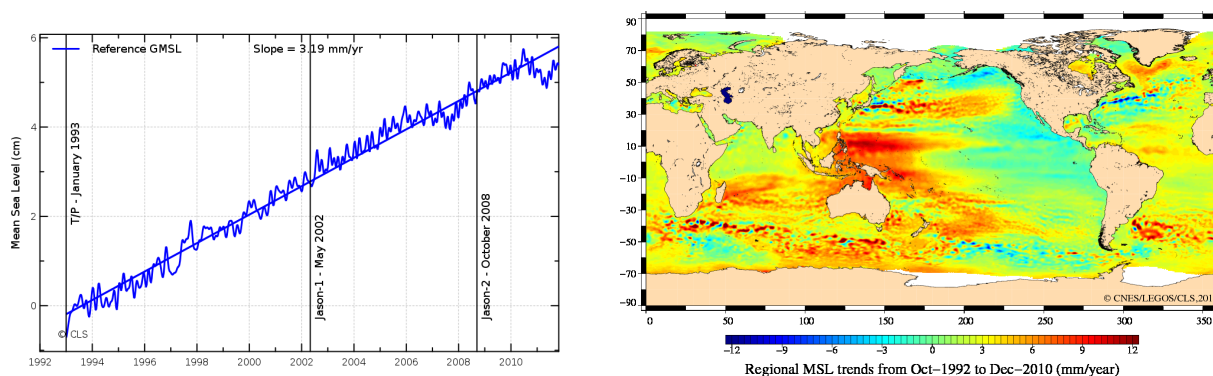 Reference GMSL
Slope = 3.19 mm/yr
Mean Sea Level (cm)
6
4
2
0
T/P - January 1993
Jason-1 - May 2002
Jason-2 - October 2008
© CLS
1992 1994 1996 1998 2000 2002 2004 2006 2008 2010
90
70
50
30
10
−10
−30
−50
−70
−90
© CNES/LEGOS/CLS,201
0 50 100 150 200 250 300 35
−12 −9 −6 −3 0 3 6 9 12
Regional MSL trends from Oct−1992 to Dec−2010 (mm/year)